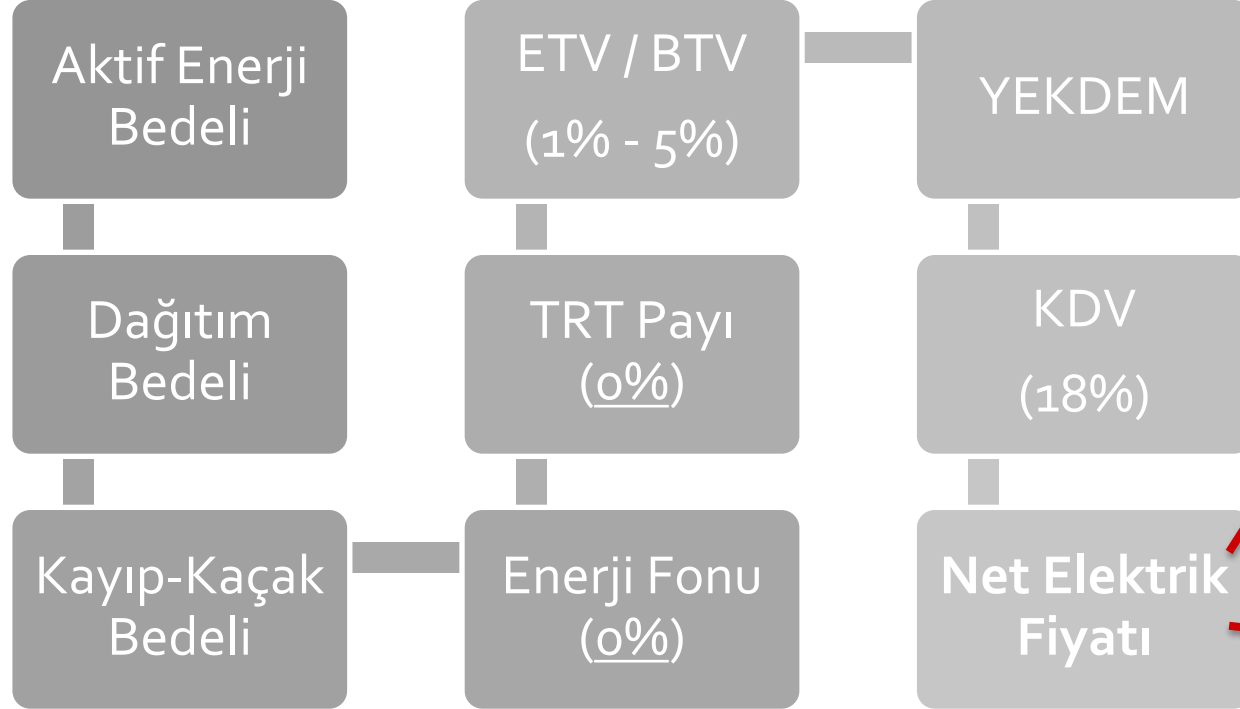 Aktif Enerji
Bedeli
Dağıtım
Bedeli
Kayıp-Kaçak
Bedeli
Enerji Fonu
(0%)
TRT Payı
(0%)
ETV / BTV
(1% - 5%)
YEKDEM
KDV
(18%)
Net Elektrik
Fiyatı